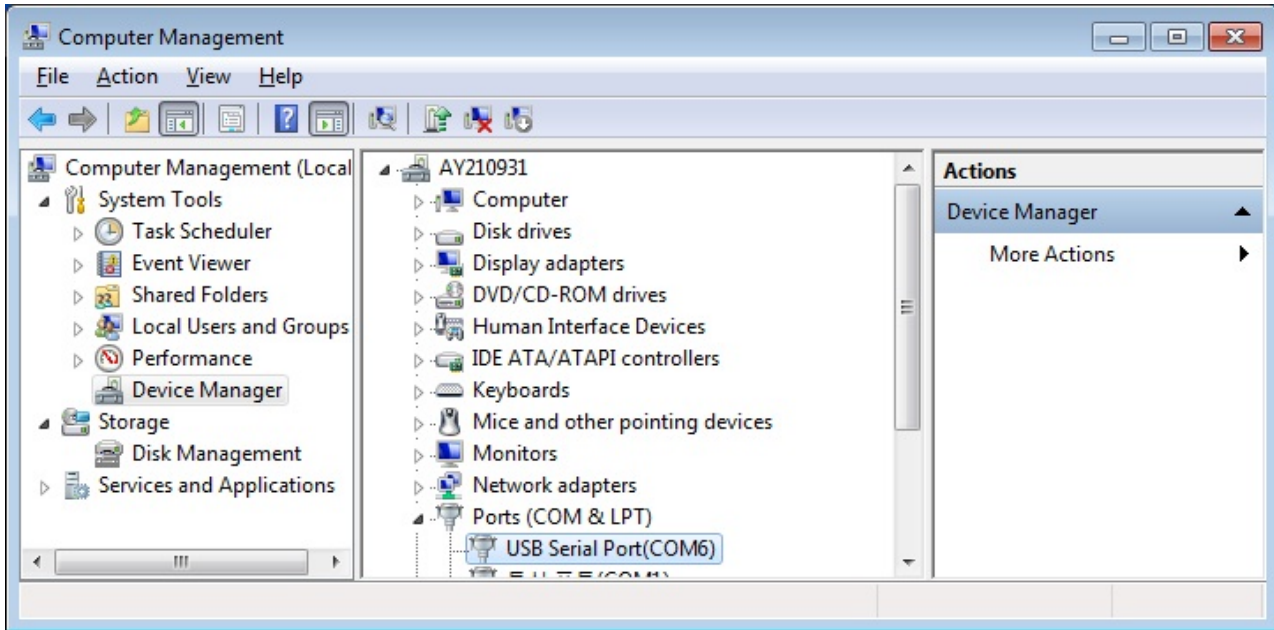 Computer Management
File Action View Help
Computer Management (Local
System Tools
Task Scheduler
Event Viewer
Shared Folders
Local Users and Groups
Performance
Device Manager
Storage
Disk Management
Services and Applications
AY210931
Computer
Disk drives
Display adapters
DVD/CD-ROM drives
Human Interface Devices
IDE ATA/ATAPI controllers
Keyboards
Mice and other pointing devices
Monitors
Network adapters
Ports (COM & LPT)
USB Serial Port(COM6)
(COM1)
Actions
Device Manager
More Actions